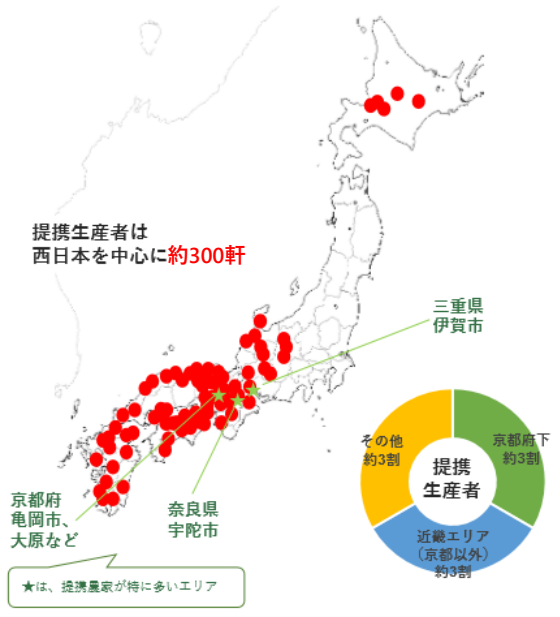 提携生産者は
西日本を中心に約300軒
三重県
伊賀市
その他
約3割
京都府下
約3割
提携
生産者
近畿エリア
（京都以外）
約3割
京都府
亀岡市、
大原など
奈良県
宇陀市
★は、提携農家が特に多いエリア